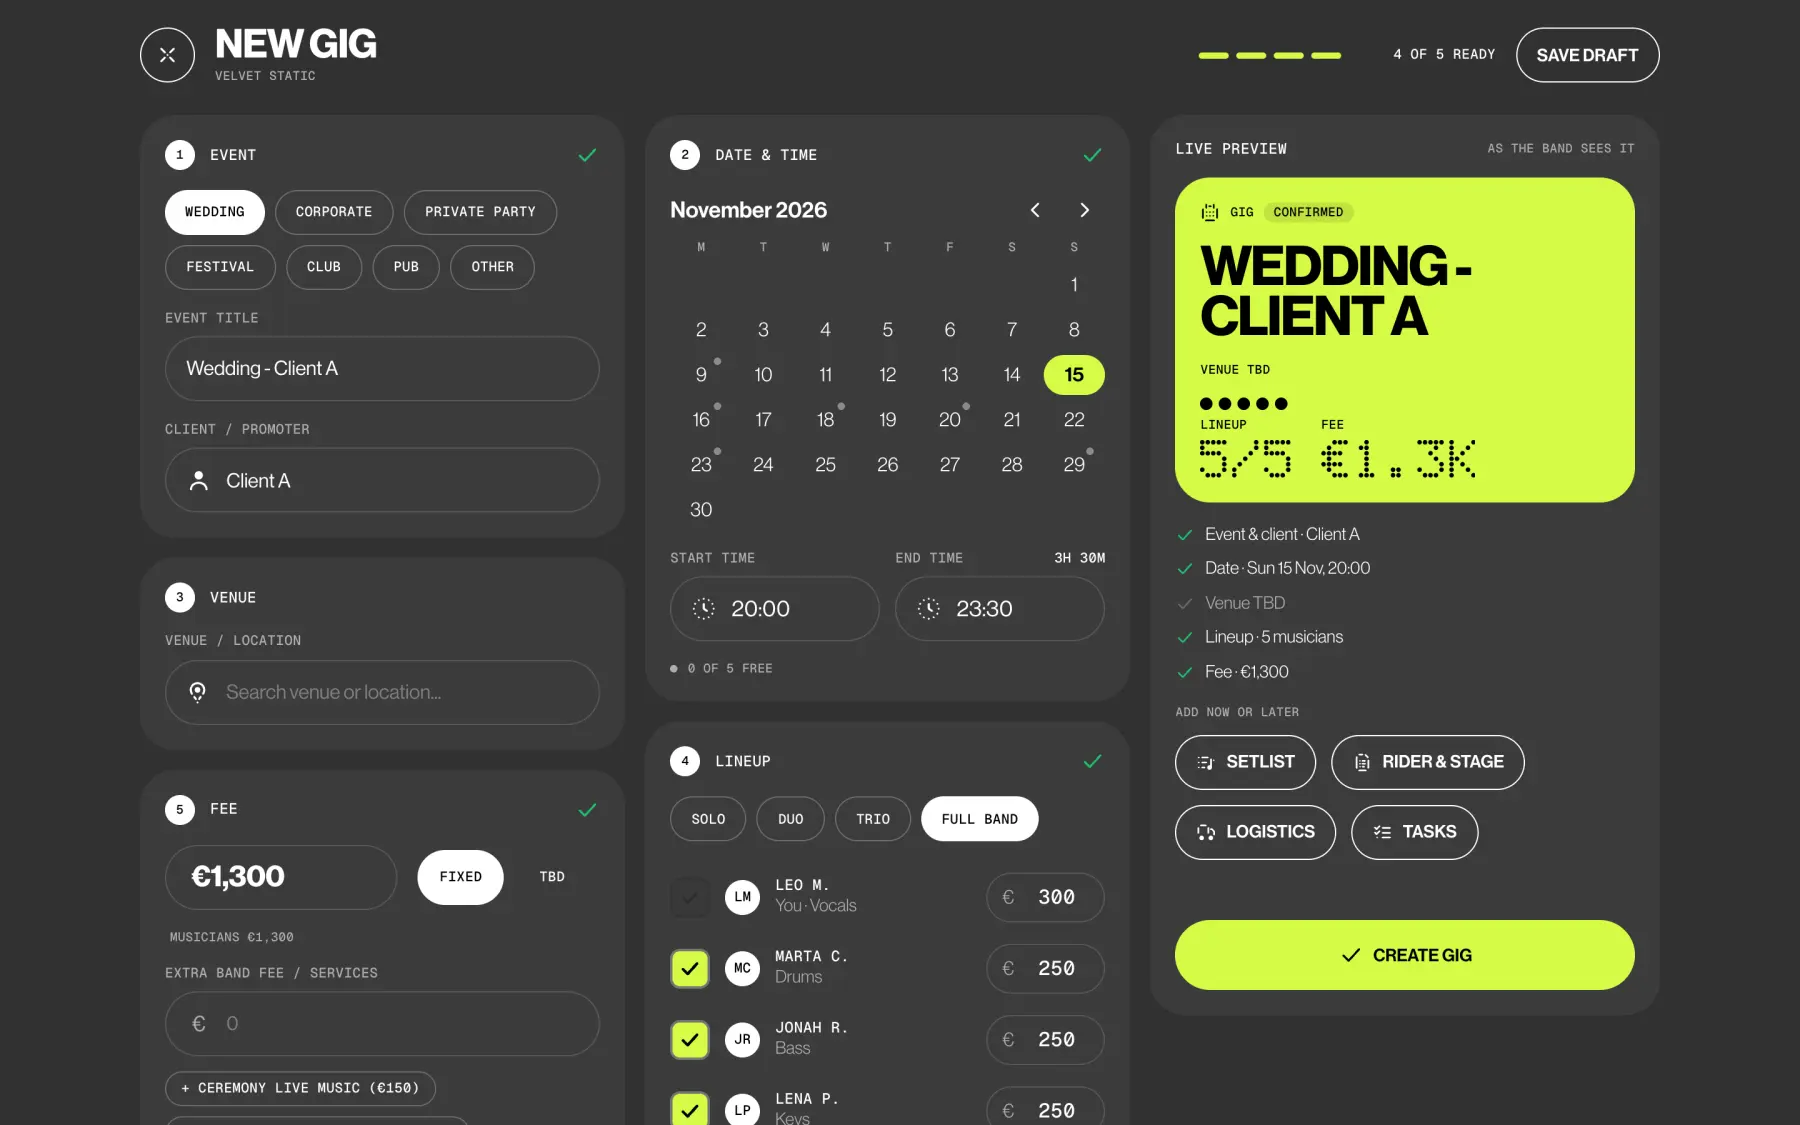 NEW GIG
VELVET STATIC
4 OF 5 READY
SAVE DRAFT
1 EVENT
WEDDING CORPORATE PRIVATE PARTY
FESTIVAL CLUB PUB OTHER
EVENT TITLE
Wedding - Client A
CLIENT / PROMOTER
Client A
3 VENUE
VENUE / LOCATION
Search venue or location...
5 FEE
€1,300 FIXED TBD
MUSICIANS €1,300
EXTRA BAND FEE / SERVICES
€ 0
+ CEREMONY LIVE MUSIC (€150)
2 DATE & TIME
November 2026
M T W T F S S
1
2 3 4 5 6 7 8
9 10 11 12 13 14 15
16 17 18 19 20 21 22
23 24 25 26 27 28 29
30
START TIME END TIME 3H 30M
20:00 23:30
0 OF 5 FREE
4 LINEUP
SOLO DUO TRIO FULL BAND
LM LEO M. € 300
You · Vocals
MC MARTA C. € 250
Drums
JR JONAH R. € 250
Bass
LP LENA P. € 250
Keys
LIVE PREVIEW AS THE BAND SEES IT
GIG CONFIRMED
WEDDING -
CLIENT A
VENUE TBD
LINEUP FEE
5/5 €1.3K
Event & client · Client A
Date · Sun 15 Nov, 20:00
Venue TBD
Lineup · 5 musicians
Fee · €1,300
ADD NOW OR LATER
SETLIST RIDER & STAGE
LOGISTICS TASKS
CREATE GIG